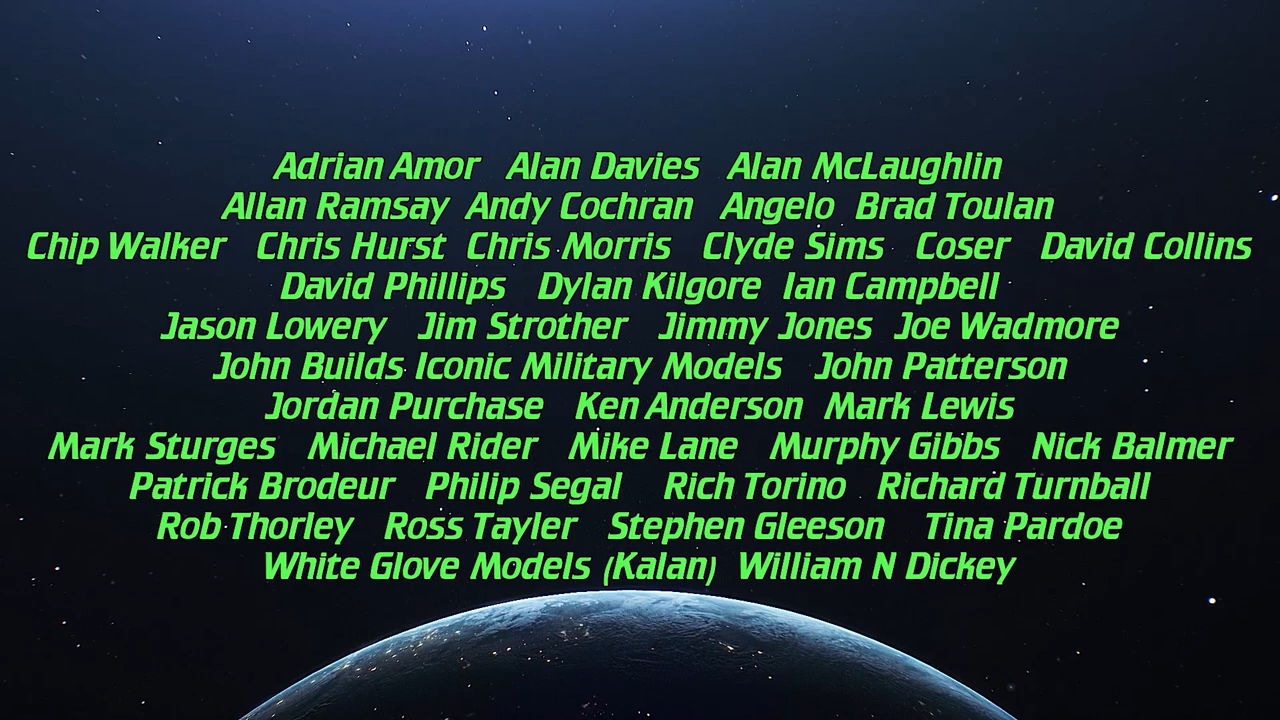 Adrian Amor Alan Davies Alan McLaughlin
Allan Ramsay Andy Cochran Angelo Brad Toulan
Chip Walker Chris Hurst Chris Morris Clyde Sims Coser David Collins
David Phillips Dylan Kilgore Ian Campbell
Jason Lowery Jim Strother Jimmy Jones Joe Wadmore
John Builds Iconic Military Models John Patterson
Jordan Purchase Ken Anderson Mark Lewis
Mark Sturges Michael Rider Mike Lane Murphy Gibbs Nick Balmer
Patrick Brodeur Philip Segal Rich Torino Richard Turnball
Rob Thorley Ross Tayler Stephen Gleeson Tina Pardoe
White Glove Models (Kalan) William N Dickey